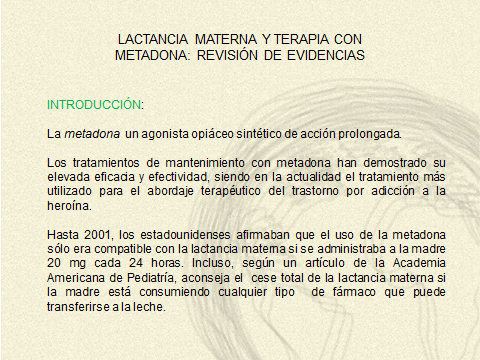 LACTANCIA MATERNA Y TERAPIA CON
METADONA: REVISIÓN DE EVIDENCIAS
INTRODUCCIÓN:
La metadona un agonista opiáceo sintético de acción prolongada.
Los tratamientos de mantenimiento con metadona han demostrado su
elevada eficacia y efectividad, siendo en la actualidad el tratamiento más
utilizado para el abordaje terapéutico del trastorno por adicción a la
heroína.
Hasta 2001, los estadounidenses afirmaban que el uso de la metadona
sólo era compatible con la lactancia materna si se administraba a la madre
20 mg cada 24 horas. Incluso, según un artículo de la Academia
Americana de Pediatría, aconseja el cese total de la lactancia materna si
la madre está consumiendo cualquier tipo de fármaco que puede
transferirse a la leche.